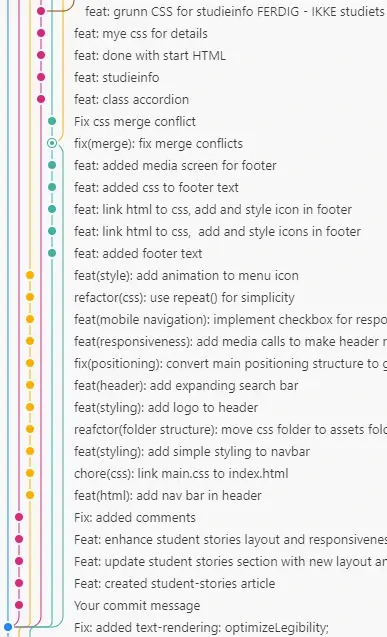 feat: grunn CSS for studieinfo FERDIG - IKKE studiets
feat: mye css for details
feat: done with start HTML
feat: studieinfo
feat: class accordion
Fix css merge conflict
fix(merge): fix merge conflicts
feat: added media screen for footer
feat: added css to footer text
feat: link html to css, add and style icon in footer
feat: link html to css,  add and style icons in footer
feat: added footer text
feat(style): add animation to menu icon
refactor(css): use repeat() for simplicity
feat(mobile navigation): implement checkbox for respo
feat(responsiveness): add media calls to make header r
fix(positioning): convert main positioning structure to g
feat(header): add expanding search bar
feat(styling): add logo to header
reafctor(folder structure): move css folder to assets fold
feat(styling): add simple styling to navbar
chore(css): link main.css to index.html
feat(html): add nav bar in header
Fix: added comments
Feat: enhance student stories layout and responsivenes
Feat: update student stories section with new layout an
Feat: created student-stories article
Your commit message
Fix: added text-rendering: optimizeLegibility;